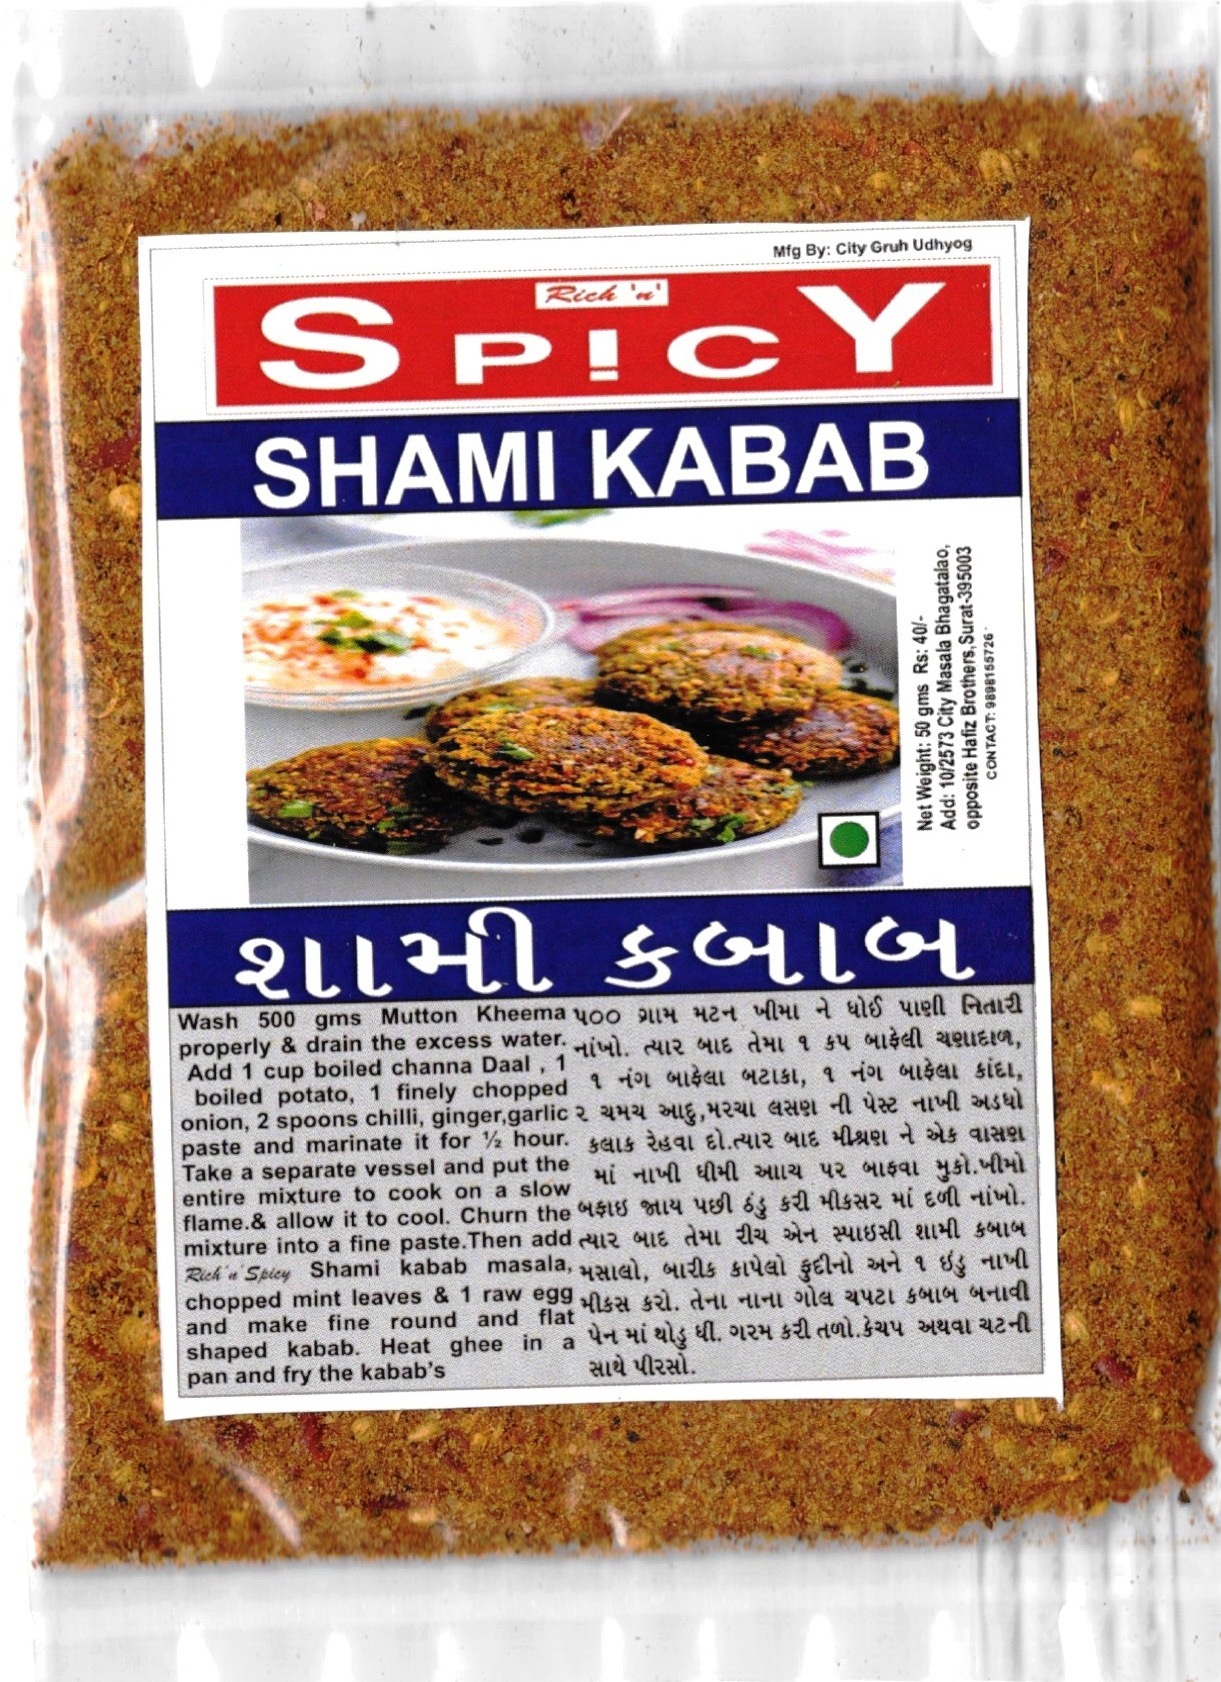 Mfg By: City Gruh Udhyog
Rich 'n'
SP!CY
SHAMI KABAB
Net Weight: 50 gms Rs: 40/-
Add: 10/2573 City Masala Bhagatalao,
opposite Hafiz Brothers,Surat-395003
CONTACT: 9898155726
શામી કબાબ
Wash 500 gms Mutton Kheema
properly & drain the excess water.
Add 1 cup boiled channa Daal , 1
boiled potato, 1 finely chopped
onion, 2 spoons chilli, ginger,garlic
paste and marinate it for ½ hour.
Take a separate vessel and put the
entire mixture to cook on a slow
flame.& allow it to cool. Churn the
mixture into a fine paste.Then add
Rich'n'Spicy Shami kabab masala,
chopped mint leaves & 1 raw egg
and make fine round and flat
shaped kabab. Heat ghee in a
pan and fry the kabab's
૫૦૦ ગ્રામ મટન ખીમા ને ધોઈ પાણી નિતારી
નાંખો. ત્યાર બાદ તેમા ૧ કપ બાફેલી ચણાદાળ,
૧ નંગ બાફેલા બટાકા, ૧ નંગ બાફેલા કાંદા,
૨ ચમચ આદુ,મરચા લસણ ની પેસ્ટ નાખી અડધો
કલાક રેહવા દો.ત્યાર બાદ મીશ્રણ ને એક વાસણ
માં નાખી ધીમી આાચ પર બાફવા મુકો.ખીમો
બફાઇ જાય પછી ઠંડુ કરી મીકસર માં દળી નાંખો.
ત્યાર બાદ તેમા રીચ એન સ્પાઇસી શામી કબાબ
મસાલો, બારીક કાપેલો ફુદીનો અને ૧ ઇંડુ નાખી
મીકસ કરો. તેના નાના ગોલ ચપટા કબાબ બનાવી
પેન માં થોડુ ઘી. ગરમ કરી તળો.કેચપ અથવા ચટની
સાથે પીરસો.